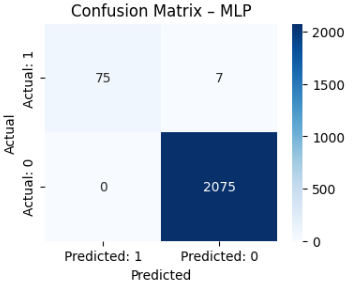 Confusion Matrix – MLP
Actual
Actual: 1
75 7
Actual: 0
0 2075
Predicted: 1 Predicted: 0
Predicted
2000
1500
1000
500
0